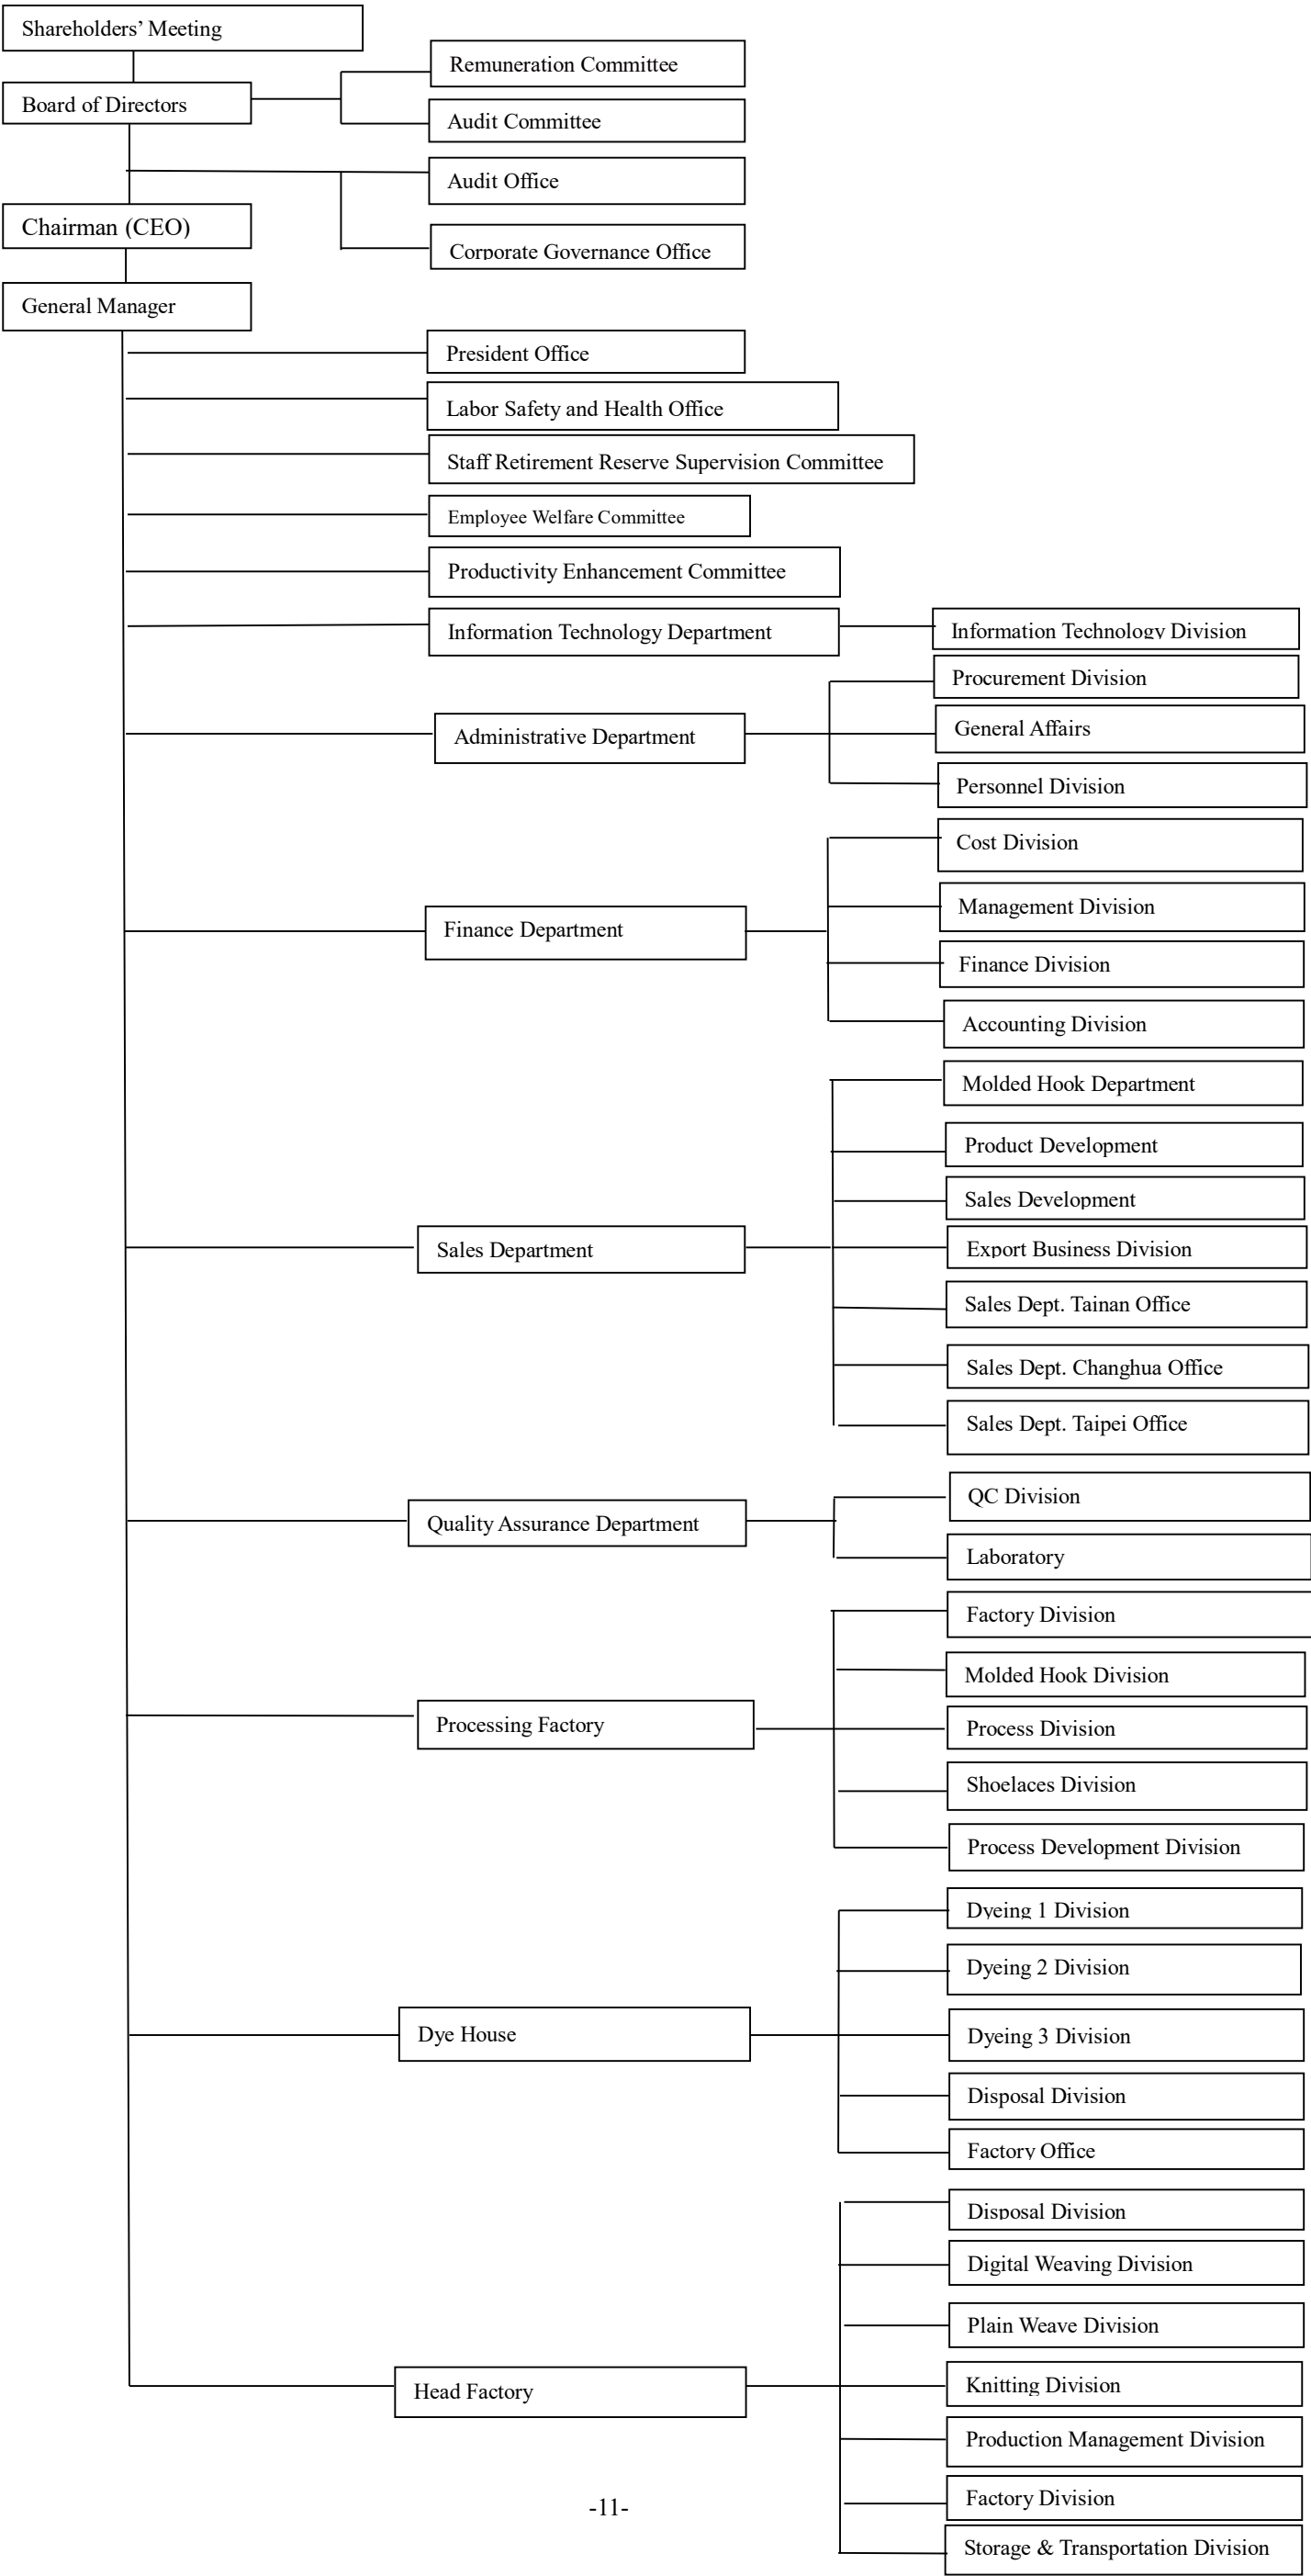 Shareholders’ Meeting
Remuneration Committee
Board of Directors
Audit Committee
Audit Office
Chairman (CEO)
Corporate Governance Office
General Manager
President Office
Labor Safety and Health Office
Staff Retirement Reserve Supervision Committee
Employee Welfare Committee
Productivity Enhancement Committee
Information Technology Department
Information Technology Division
Procurement Division
General Affairs
Administrative Department
Personnel Division
Cost Division
Management Division
Finance Department
Finance Division
Accounting Division
Molded Hook Department
Product Development
Sales Development
Export Business Division
Sales Department
Sales Dept. Tainan Office
Sales Dept. Changhua Office
Sales Dept. Taipei Office
QC Division
Quality Assurance Department
Laboratory
Factory Division
Molded Hook Division
Processing Factory
Process Division
Shoelaces Division
Process Development Division
Dyeing 1 Division
Dyeing 2 Division
Dye House
Dyeing 3 Division
Disposal Division
Factory Office
Disposal Division
Digital Weaving Division
Plain Weave Division
Knitting Division
Head Factory
Production Management Division
Factory Division
Storage & Transportation Division
-11-